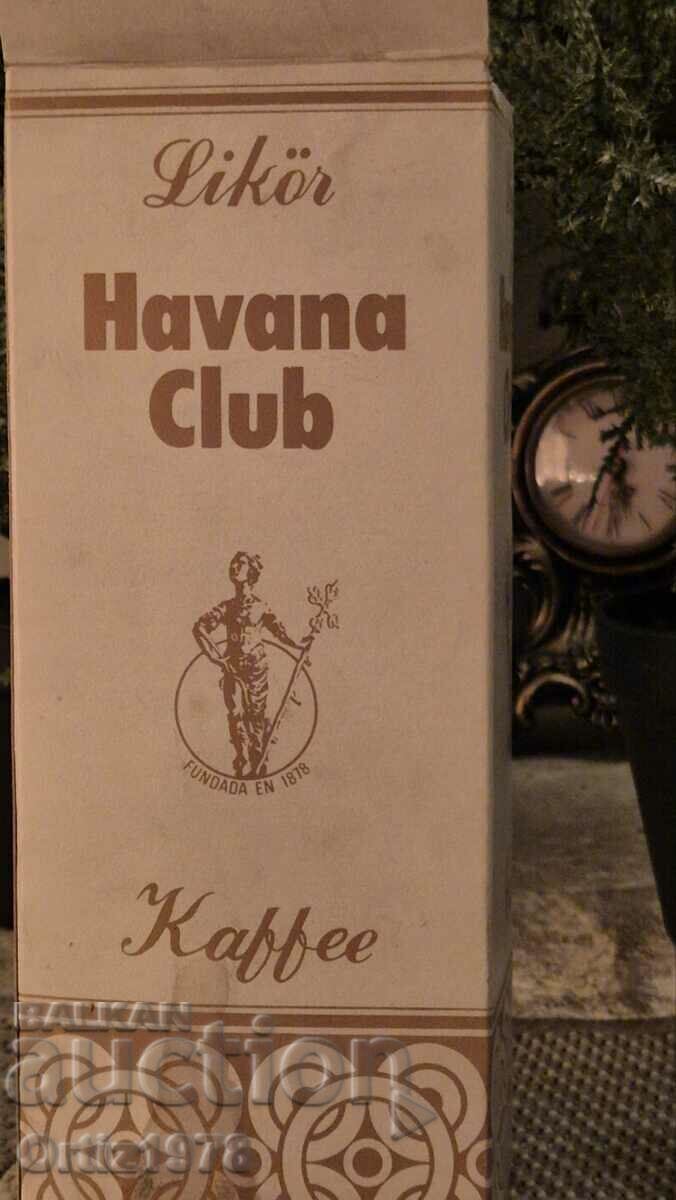 Likör
Havana
Club
FUNDADA EN 1878
Kaffee
BALKAN
auction
Ortiz1978